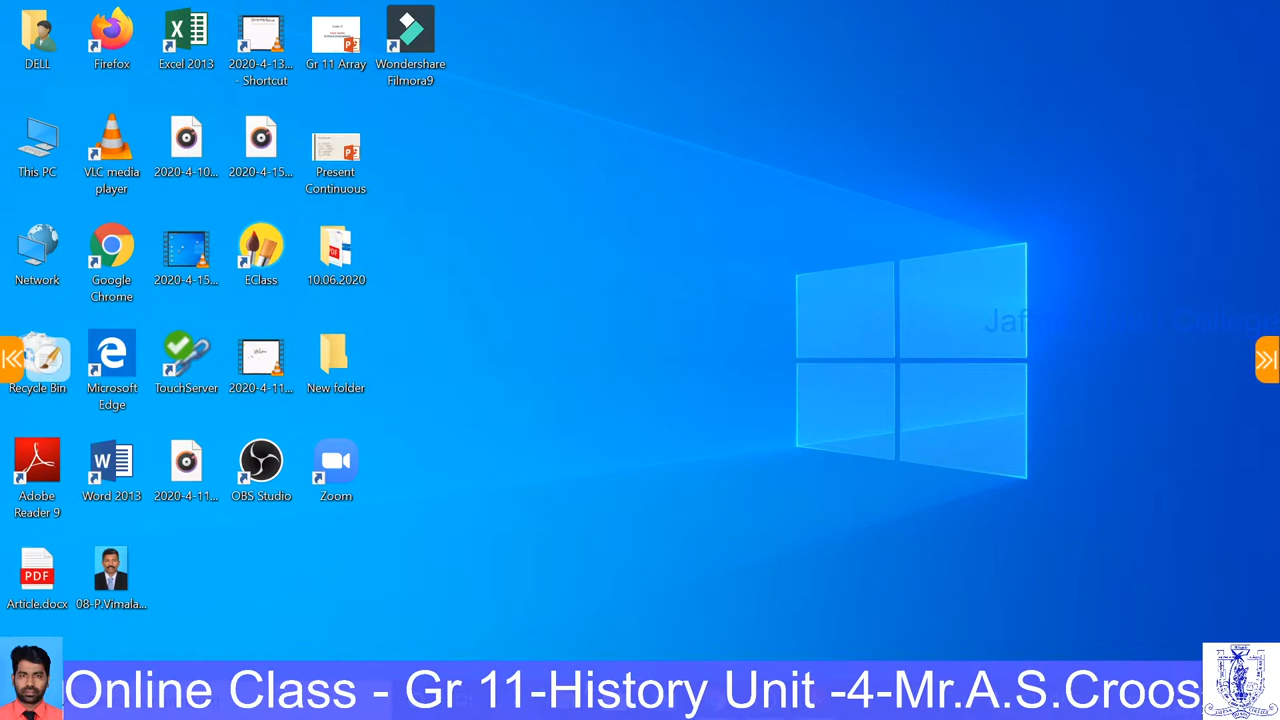 DELL
Firefox
Excel 2013
2020-4-13...
- Shortcut
Gr 11 Array
Wondershare
Filmora9
This PC
VLC media
player
2020-4-10...
2020-4-15...
Present
Continuous
Network
Google
Chrome
2020-4-15...
EClass
10.06.2020
Recycle Bin
Microsoft
Edge
TouchServer
2020-4-11...
New folder
Adobe
Reader 9
Word 2013
2020-4-11...
OBS Studio
Zoom
PDF
Article.docx
08-P.Vimala...
College
Online Class - Gr 11-History Unit -4-Mr.A.S.Croos